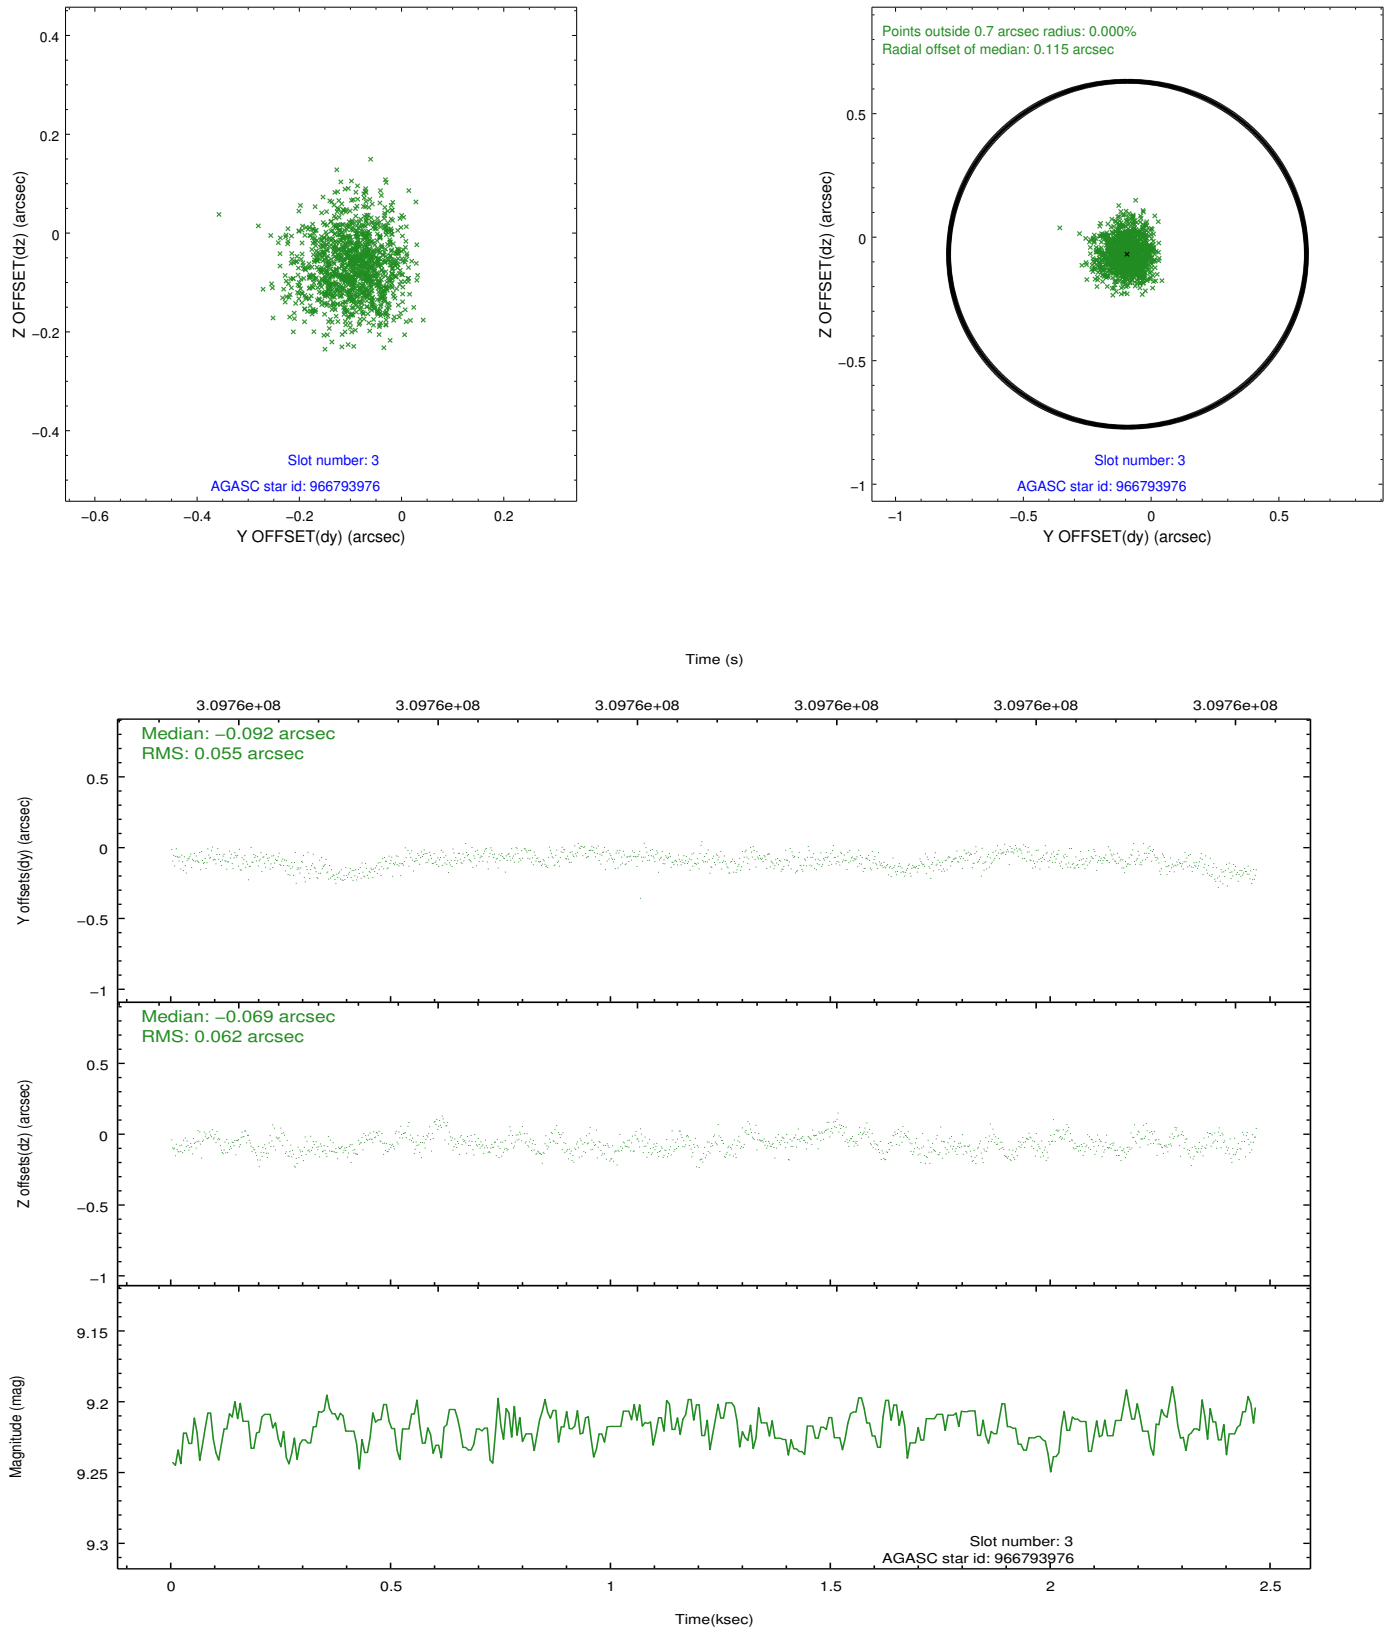 0.4
0.2
0
−0.2
−0.4
Z OFFSET(dz) (arcsec)
Slot number: 3
AGASC star id: 966793976
−0.6 −0.4 −0.2 0 0.2
Y OFFSET(dy) (arcsec)
Points outside 0.7 arcsec radius: 0.000%
Radial offset of median: 0.115 arcsec
0.5
0
−0.5
−1
Z OFFSET(dz) (arcsec)
Slot number: 3
AGASC star id: 966793976
−1 −0.5 0 0.5
Y OFFSET(dy) (arcsec)
Time (s)
3.0976e+08 3.0976e+08 3.0976e+08 3.0976e+08 3.0976e+08 3.0976e+08
Median: −0.092 arcsec
RMS: 0.055 arcsec
0.5
0
−0.5
−1
Y offsets(dy) (arcsec)
Median: −0.069 arcsec
RMS: 0.062 arcsec
0.5
0
−0.5
−1
Z offsets(dz) (arcsec)
9.15
9.2
9.25
9.3
Magnitude (mag)
Slot number: 3
AGASC star id: 966793976
0 0.5 1 1.5 2 2.5
Time(ksec)